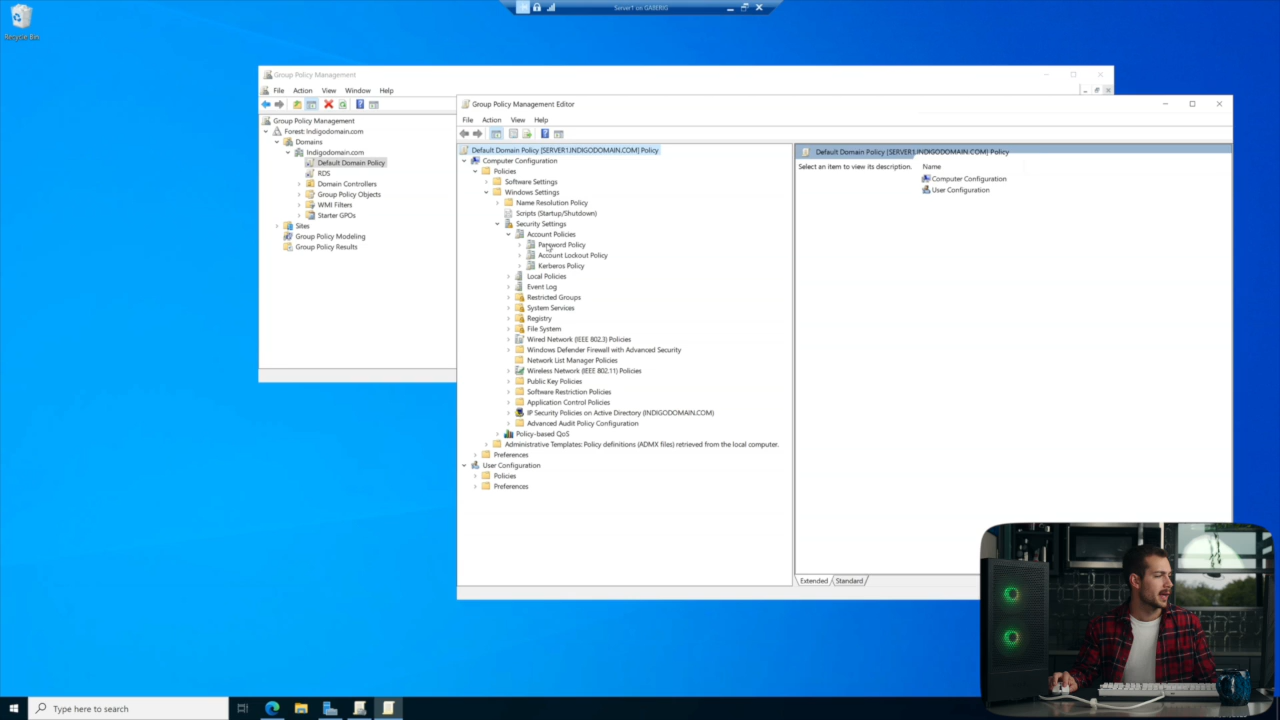 Server1 on GABERIG
Recycle Bin
Group Policy Management
File Action View Window Help
Group Policy Management
Forest: Indigodomain.com
Domains
Indigodomain.com
Default Domain Policy
RDS
Domain Controllers
Group Policy Objects
WMI Filters
Starter GPOs
Sites
Group Policy Modeling
Group Policy Results
Group Policy Management Editor
File Action View Help
Default Domain Policy [SERVER1.INDIGODOMAIN.COM] Policy
Computer Configuration
Policies
Software Settings
Windows Settings
Name Resolution Policy
Scripts (Startup/Shutdown)
Security Settings
Account Policies
Password Policy
Account Lockout Policy
Kerberos Policy
Local Policies
Event Log
Restricted Groups
System Services
Registry
File System
Wired Network (IEEE 802.3) Policies
Windows Defender Firewall with Advanced Security
Network List Manager Policies
Wireless Network (IEEE 802.11) Policies
Public Key Policies
Software Restriction Policies
Application Control Policies
IP Security Policies on Active Directory (INDIGODOMAIN.COM)
Advanced Audit Policy Configuration
Policy-based QoS
Administrative Templates: Policy definitions (ADMX files) retrieved from the local computer.
Preferences
User Configuration
Policies
Preferences
Default Domain Policy [SERVER1.INDIGODOMAIN.COM] Policy
Select an item to view its description.
Name
Computer Configuration
User Configuration
Extended Standard
Type here to search